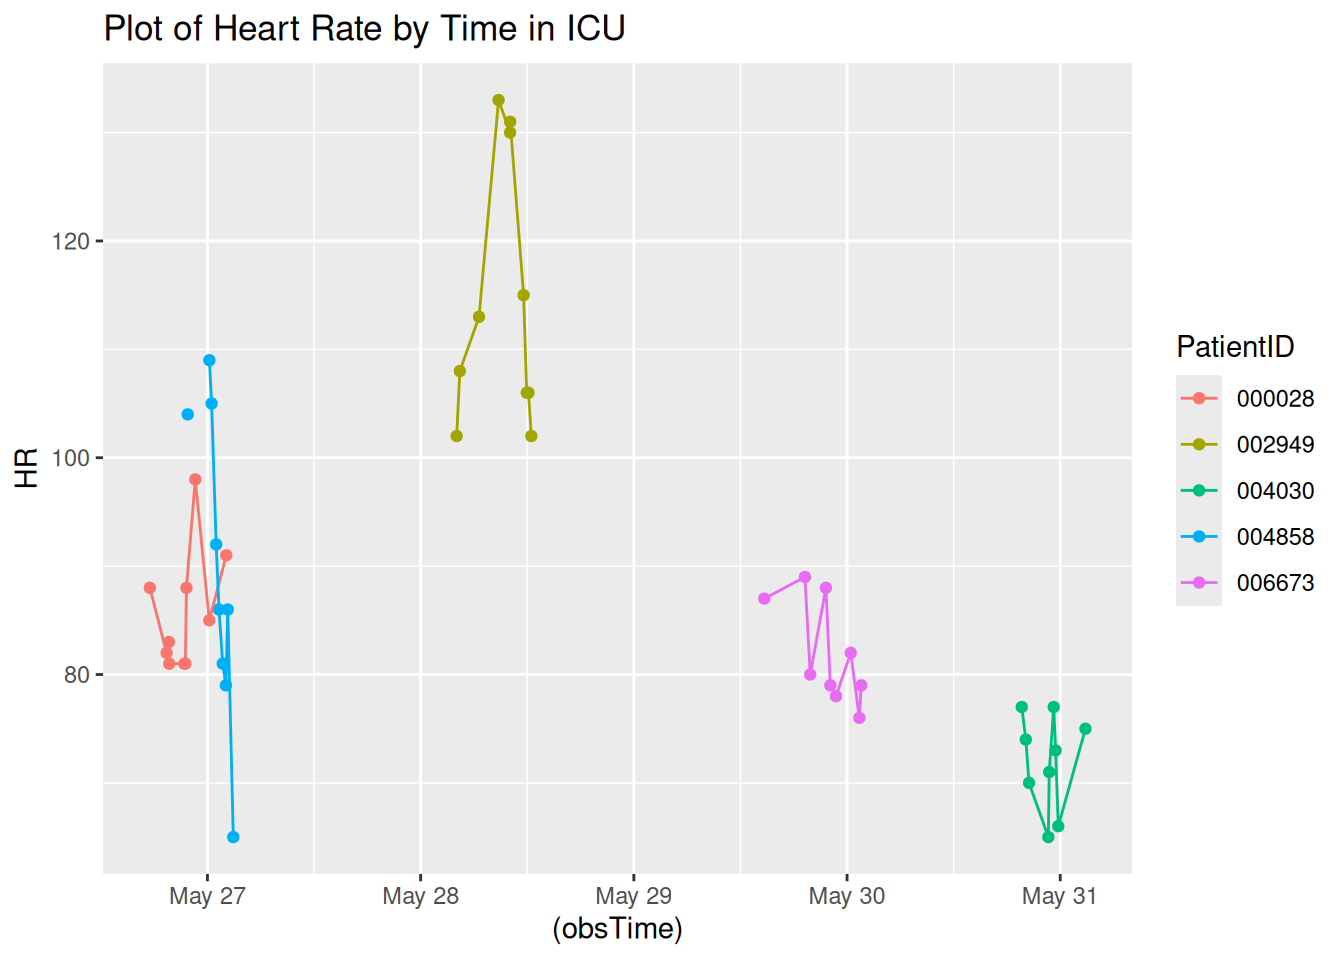 Plot of Heart Rate by Time in ICU
HR
120
100
80
May 27
May 28
May 29
May 30
May 31
(obsTime)
PatientID
000028
002949
004030
004858
006673